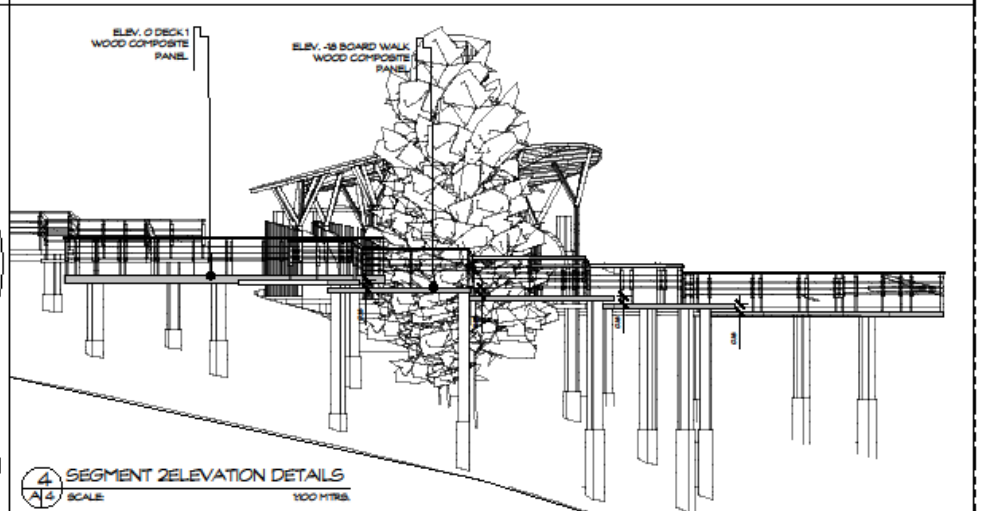 ELEV. 0 DECK 1
WOOD COMPOSITE
PANEL
ELEV. -18 BOARD WALK
WOOD COMPOSITE
PANEL
4
A 4
SEGMENT 2ELEVATION DETAILS
SCALE 1:100 MTRS.